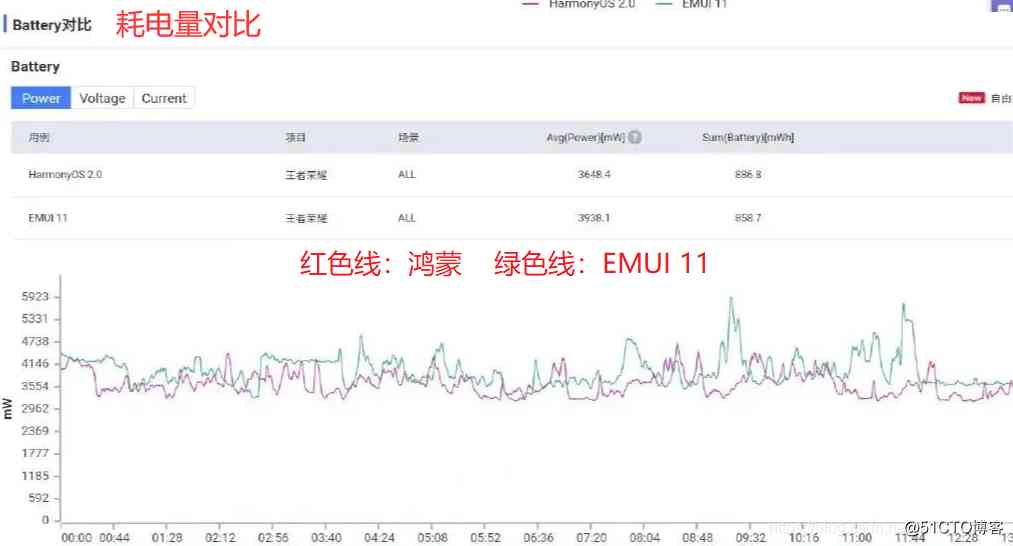 HarmonyOS 2.0 EMUI 11
Battery对比 耗电量对比
Battery
Power Voltage Current
New 自由
用例 项目 场景 Avg(Power)[mW] ? Sum(Battery)[mWh]
HarmonyOS 2.0 王者荣耀 ALL 3648.4 886.8
EMUI 11 王者荣耀 ALL 3938.1 858.7
红色线：鸿蒙 绿色线：EMUI 11
5923
5331
4738
4146
3554
2962
2369
1777
1185
592
0
mW
00:00 00:44 01:28 02:12 02:56 03:40 04:24 05:08 05:52 06:36 07:20 08:04 08:48 09:32 10:16 11:00 11:44 12:28 13
@51CTO博客